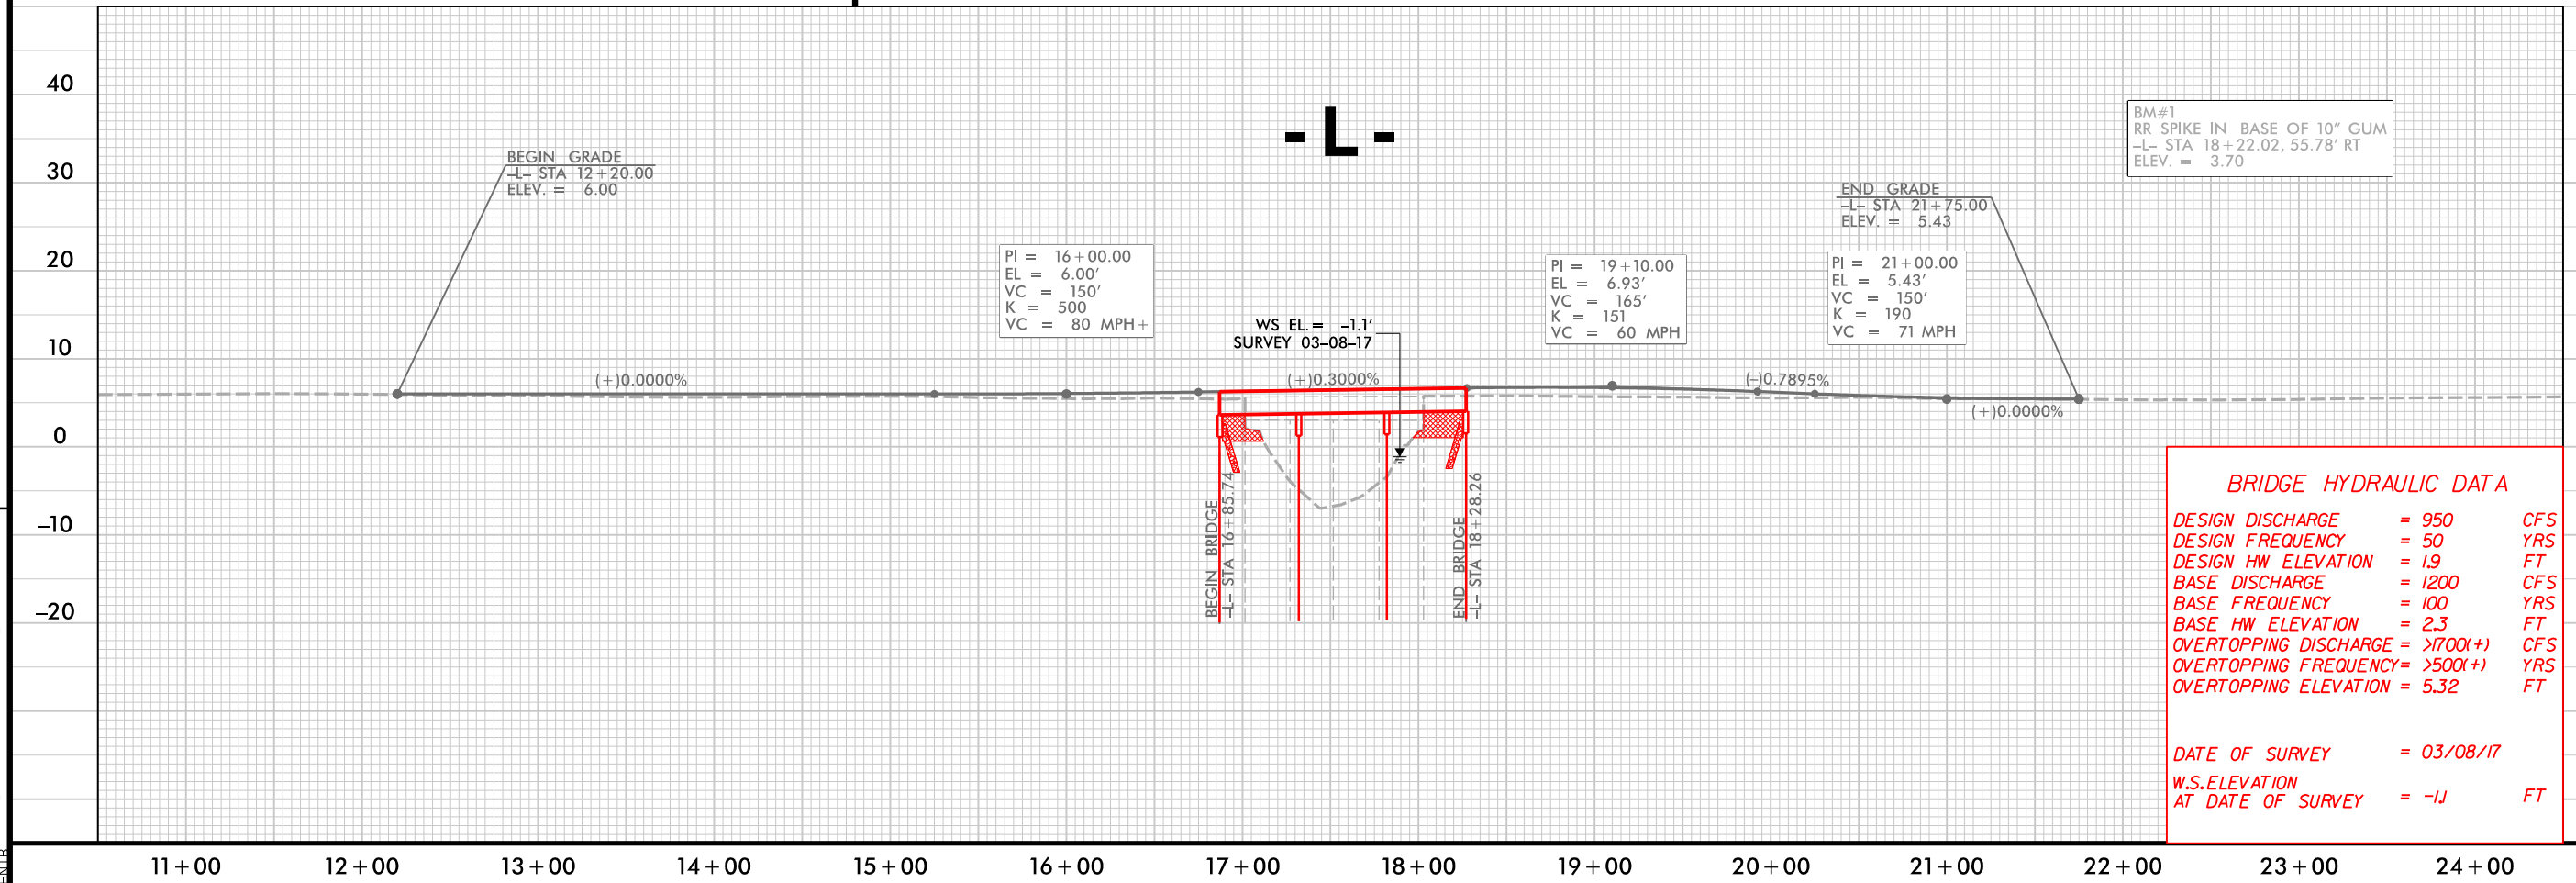 40
30
20
10
0
–10
–20
-L-
BEGIN GRADE
-L- STA 12+20.00
ELEV. = 6.00
PI = 16+00.00
EL = 6.00'
VC = 150'
K = 500
VC = 80 MPH+
WS EL. = –1.1'
SURVEY 03–08–17
PI = 19+10.00
EL = 6.93'
VC = 165'
K = 151
VC = 60 MPH
END GRADE
-L- STA 21+75.00
ELEV. = 5.43
PI = 21+00.00
EL = 5.43'
VC = 150'
K = 190
VC = 71 MPH
BM#1
RR SPIKE IN BASE OF 10" GUM
-L- STA 18+22.02, 55.78' RT
ELEV. = 3.70
(+)0.0000%
(+)0.3000%
(–)0.7895%
(+)0.0000%
BEGIN BRIDGE
-L- STA 16+85.74
END BRIDGE
-L- STA 18+28.26
BRIDGE HYDRAULIC DATA
DESIGN DISCHARGE = 950 CFS
DESIGN FREQUENCY = 50 YRS
DESIGN HW ELEVATION = 1.9 FT
BASE DISCHARGE = 1200 CFS
BASE FREQUENCY = 100 YRS
BASE HW ELEVATION = 2.3 FT
OVERTOPPING DISCHARGE = >1700(+) CFS
OVERTOPPING FREQUENCY = >500(+) YRS
OVERTOPPING ELEVATION = 5.32 FT
DATE OF SURVEY = 03/08/17
W.S.ELEVATION
AT DATE OF SURVEY = -1.1 FT
11+00 12+00 13+00 14+00 15+00 16+00 17+00 18+00 19+00 20+00 21+00 22+00 23+00 24+00